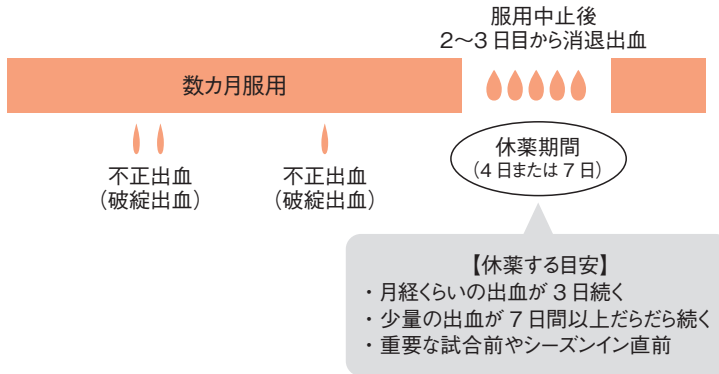 服用中止後
2〜3日目から消退出血
数カ月服用
不正出血
(破綻出血)
不正出血
(破綻出血)
休薬期間
(4日または7日)
【休薬する目安】
・月経くらいの出血が3日続く
・少量の出血が7日間以上だらだら続く
・重要な試合前やシーズンイン直前